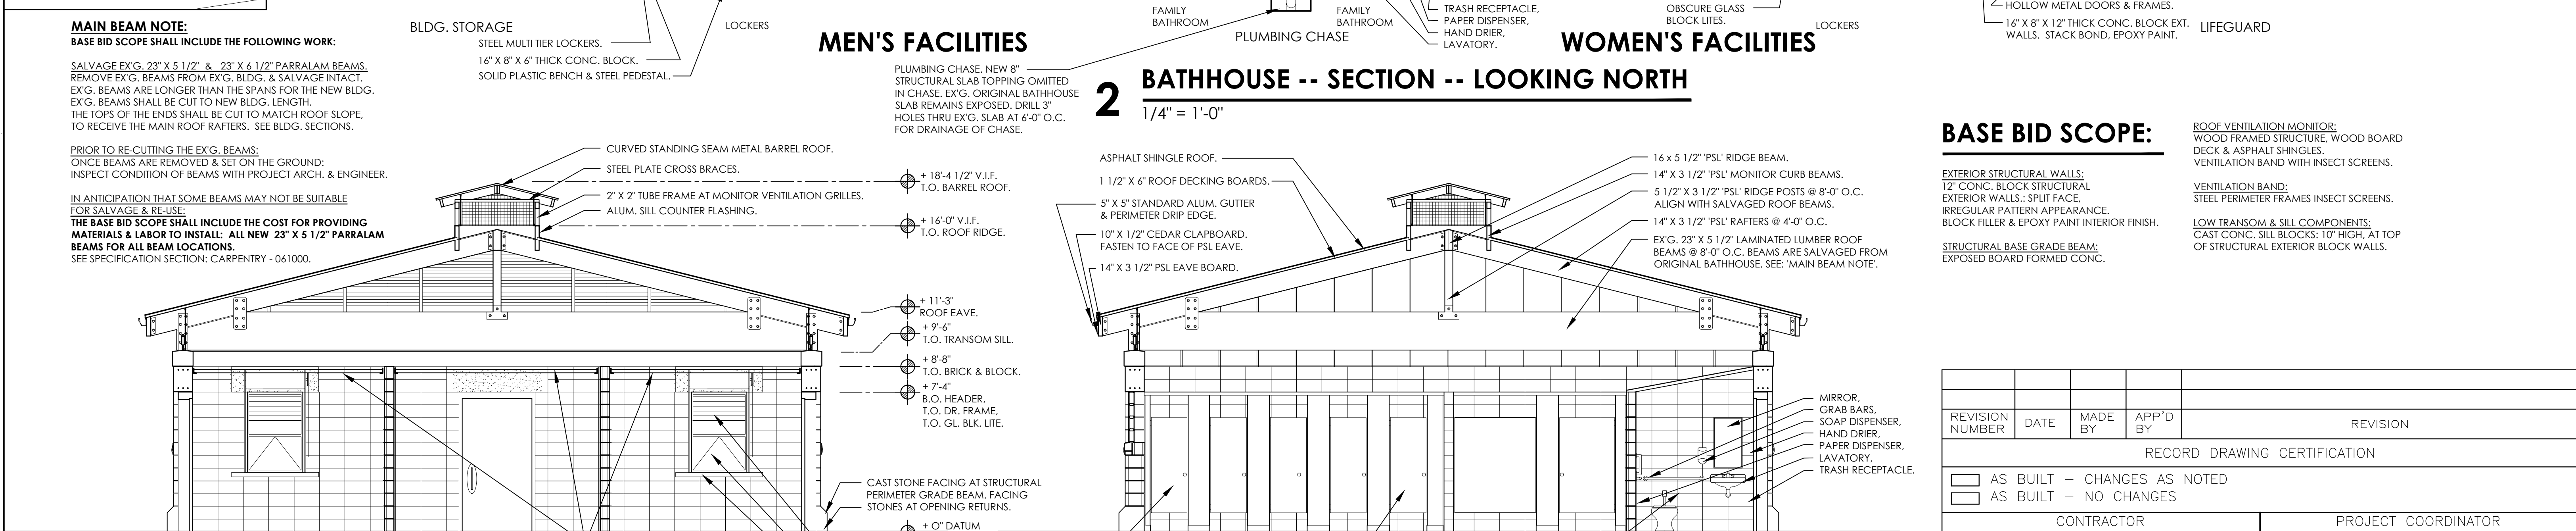 MAIN BEAM NOTE:
BASE BID SCOPE SHALL INCLUDE THE FOLLOWING WORK:
SALVAGE EX'G. 23" X 5 1/2" & 23" X 6 1/2" PARRALAM BEAMS.
REMOVE EX'G. BEAMS FROM EX'G. BLDG. & SALVAGE INTACT.
EX'G. BEAMS ARE LONGER THAN THE SPANS FOR THE NEW BLDG.
EX'G. BEAMS SHALL BE CUT TO NEW BLDG. LENGTH.
THE TOPS OF THE ENDS SHALL BE CUT TO MATCH ROOF SLOPE,
TO RECEIVE THE MAIN ROOF RAFTERS. SEE BLDG. SECTIONS.
PRIOR TO RE-CUTTING THE EX'G. BEAMS:
ONCE BEAMS ARE REMOVED & SET ON THE GROUND:
INSPECT CONDITION OF BEAMS WITH PROJECT ARCH. & ENGINEER.
IN ANTICIPATION THAT SOME BEAMS MAY NOT BE SUITABLE
FOR SALVAGE & RE-USE:
THE BASE BID SCOPE SHALL INCLUDE THE COST FOR PROVIDING
MATERIALS & LABOR TO INSTALL: ALL NEW 23" X 5 1/2" PARRALAM
BEAMS FOR ALL BEAM LOCATIONS.
SEE SPECIFICATION SECTION: CARPENTRY - 061000.
BLDG. STORAGE
STEEL MULTI TIER LOCKERS.
16" X 8" X 6" THICK CONC. BLOCK.
SOLID PLASTIC BENCH & STEEL PEDESTAL.
LOCKERS
MEN'S FACILITIES
PLUMBING CHASE. NEW 8"
STRUCTURAL SLAB TOPPING OMITTED
IN CHASE. EX'G. ORIGINAL BATHHOUSE
SLAB REMAINS EXPOSED. DRILL 3"
HOLES THRU EX'G. SLAB AT 6'-0" O.C.
FOR DRAINAGE OF CHASE.
FAMILY
BATHROOM
PLUMBING CHASE
FAMILY
BATHROOM
TRASH RECEPTACLE,
PAPER DISPENSER,
HAND DRIER,
LAVATORY.
WOMEN'S FACILITIES
OBSCURE GLASS
BLOCK LITES.
LOCKERS
HOLLOW METAL DOORS & FRAMES.
16" X 8" X 12" THICK CONC. BLOCK EXT.
WALLS. STACK BOND, EPOXY PAINT.
LIFEGUARD
2
BATHHOUSE -- SECTION -- LOOKING NORTH
1/4" = 1'-0"
CURVED STANDING SEAM METAL BARREL ROOF.
STEEL PLATE CROSS BRACES.
2" X 2" TUBE FRAME AT MONITOR VENTILATION GRILLES.
ALUM. SILL COUNTER FLASHING.
+ 18'-4 1/2" V.I.F.
T.O. BARREL ROOF.
+ 16'-0" V.I.F.
T.O. ROOF RIDGE.
+ 11'-3"
ROOF EAVE.
+ 9'-6"
T.O. TRANSOM SILL.
+ 8'-8"
T.O. BRICK & BLOCK.
+ 7'-4"
B.O. HEADER,
T.O. DR. FRAME,
T.O. GL. BLK. LITE.
CAST STONE FACING AT STRUCTURAL
PERIMETER GRADE BEAM. FACING
STONES AT OPENING RETURNS.
+ O" DATUM
ASPHALT SHINGLE ROOF.
1 1/2" X 6" ROOF DECKING BOARDS.
5" X 5" STANDARD ALUM. GUTTER
& PERIMETER DRIP EDGE.
10" X 1/2" CEDAR CLAPBOARD.
FASTEN TO FACE OF PSL EAVE.
14" X 3 1/2" PSL EAVE BOARD.
16 x 5 1/2" 'PSL' RIDGE BEAM.
14" X 3 1/2" 'PSL' MONITOR CURB BEAMS.
5 1/2" X 3 1/2" 'PSL' RIDGE POSTS @ 8'-0" O.C.
ALIGN WITH SALVAGED ROOF BEAMS.
14" X 3 1/2" 'PSL' RAFTERS @ 4'-0" O.C.
EX'G. 23" X 5 1/2" LAMINATED LUMBER ROOF
BEAMS @ 8'-0" O.C. BEAMS ARE SALVAGED FROM
ORIGINAL BATHHOUSE. SEE: 'MAIN BEAM NOTE'.
MIRROR,
GRAB BARS,
SOAP DISPENSER,
HAND DRIER,
PAPER DISPENSER,
LAVATORY,
TRASH RECEPTACLE.
BASE BID SCOPE:
EXTERIOR STRUCTURAL WALLS:
12" CONC. BLOCK STRUCTURAL
EXTERIOR WALLS.: SPLIT FACE,
IRREGULAR PATTERN APPEARANCE.
BLOCK FILLER & EPOXY PAINT INTERIOR FINISH.
STRUCTURAL BASE GRADE BEAM:
EXPOSED BOARD FORMED CONC.
ROOF VENTILATION MONITOR:
WOOD FRAMED STRUCTURE, WOOD BOARD
DECK & ASPHALT SHINGLES.
VENTILATION BAND WITH INSECT SCREENS.
VENTILATION BAND:
STEEL PERIMETER FRAMES INSECT SCREENS.
LOW TRANSOM & SILL COMPONENTS:
CAST CONC. SILL BLOCKS: 10" HIGH, AT TOP
OF STRUCTURAL EXTERIOR BLOCK WALLS.
REVISION NUMBER
DATE
MADE BY
APP'D BY
REVISION
RECORD DRAWING CERTIFICATION
AS BUILT – CHANGES AS NOTED
AS BUILT – NO CHANGES
CONTRACTOR
PROJECT COORDINATOR